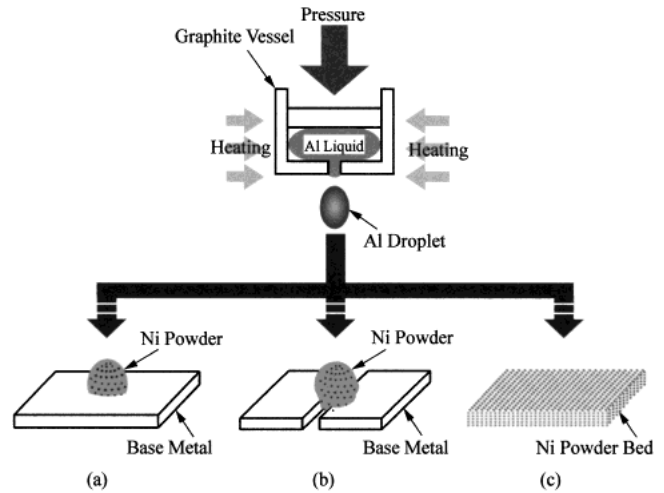 Pressure
Graphite Vessel
Al Liquid
Heating
Heating
Al Droplet
Ni Powder
Ni Powder
Base Metal
Base Metal
Ni Powder Bed
(a)
(b)
(c)